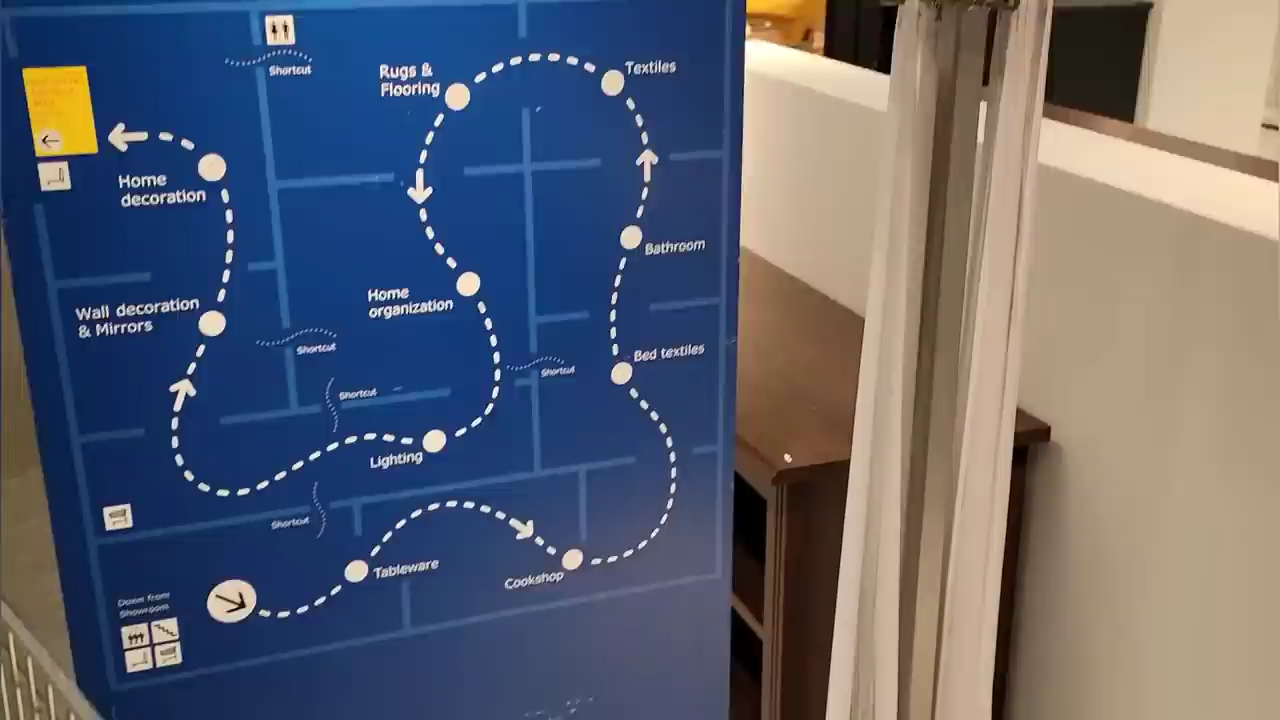 Shortcut
Rugs &
Flooring
Textiles
Home
decoration
Bathroom
Home
organization
Wall decoration
& Mirrors
Shortcut
Bed textiles
Shortcut
Shortcut
Lighting
Shortcut
Tableware
Cookshop
Down from
Showroom